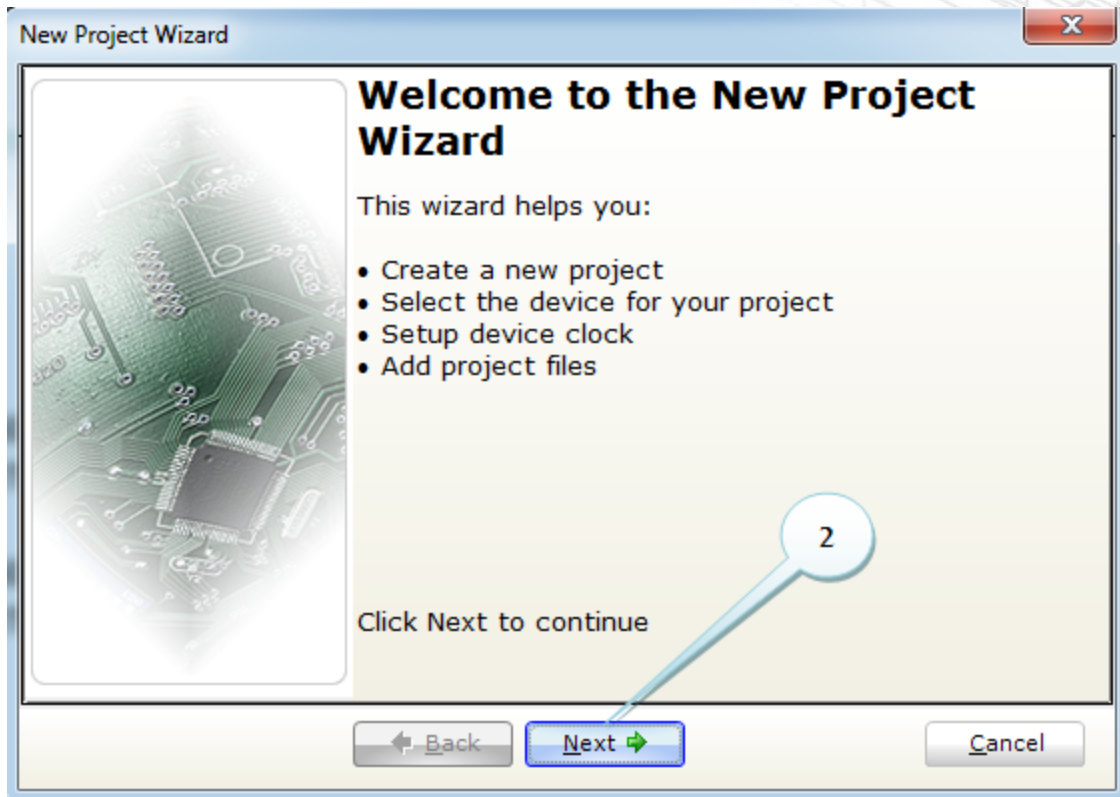 New Project Wizard
Welcome to the New Project
Wizard
This wizard helps you:
• Create a new project
• Select the device for your project
• Setup device clock
• Add project files
2
Click Next to continue
Back
Next
Cancel